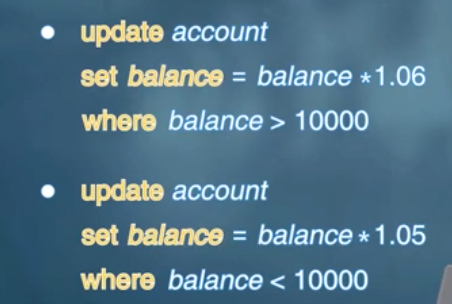 • update account
set balance = balance *1.06
where balance > 10000
• update account
set balance = balance *1.05
where balance < 10000